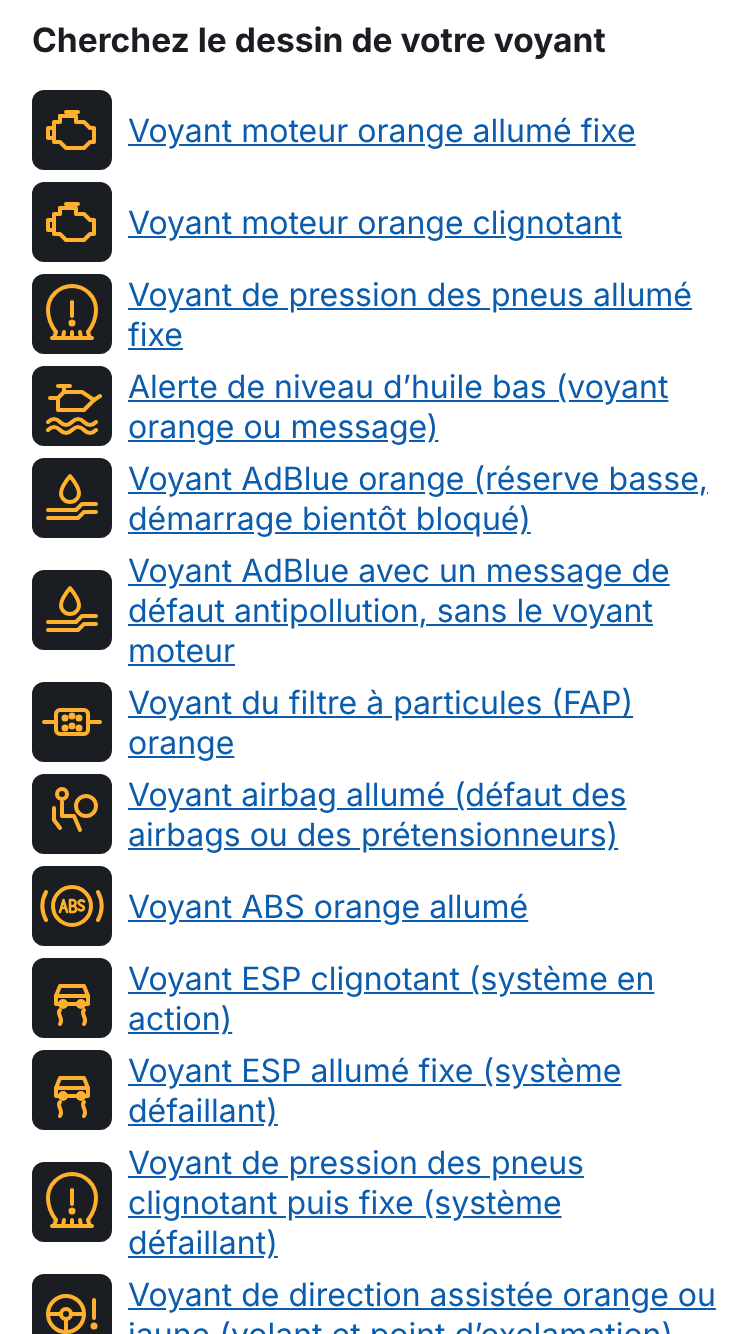 Cherchez le dessin de votre voyant
Voyant moteur orange allumé fixe
Voyant moteur orange clignotant
Voyant de pression des pneus allumé
fixe
Alerte de niveau d’huile bas (voyant
orange ou message)
Voyant AdBlue orange (réserve basse,
démarrage bientôt bloqué)
Voyant AdBlue avec un message de
défaut antipollution, sans le voyant
moteur
Voyant du filtre à particules (FAP)
orange
Voyant airbag allumé (défaut des
airbags ou des prétensionneurs)
ABS
Voyant ABS orange allumé
Voyant ESP clignotant (système en
action)
Voyant ESP allumé fixe (système
défaillant)
Voyant de pression des pneus
clignotant puis fixe (système
défaillant)
Voyant de direction assistée orange ou
jaune (volant et point d’exclamation)